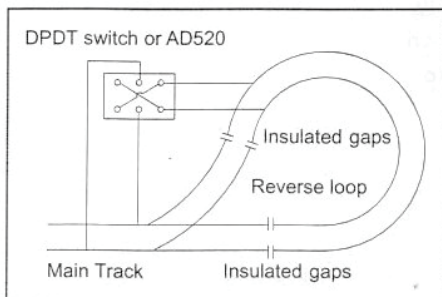 DPDT switch or AD520
Insulated gaps
Reverse loop
Main Track
Insulated gaps